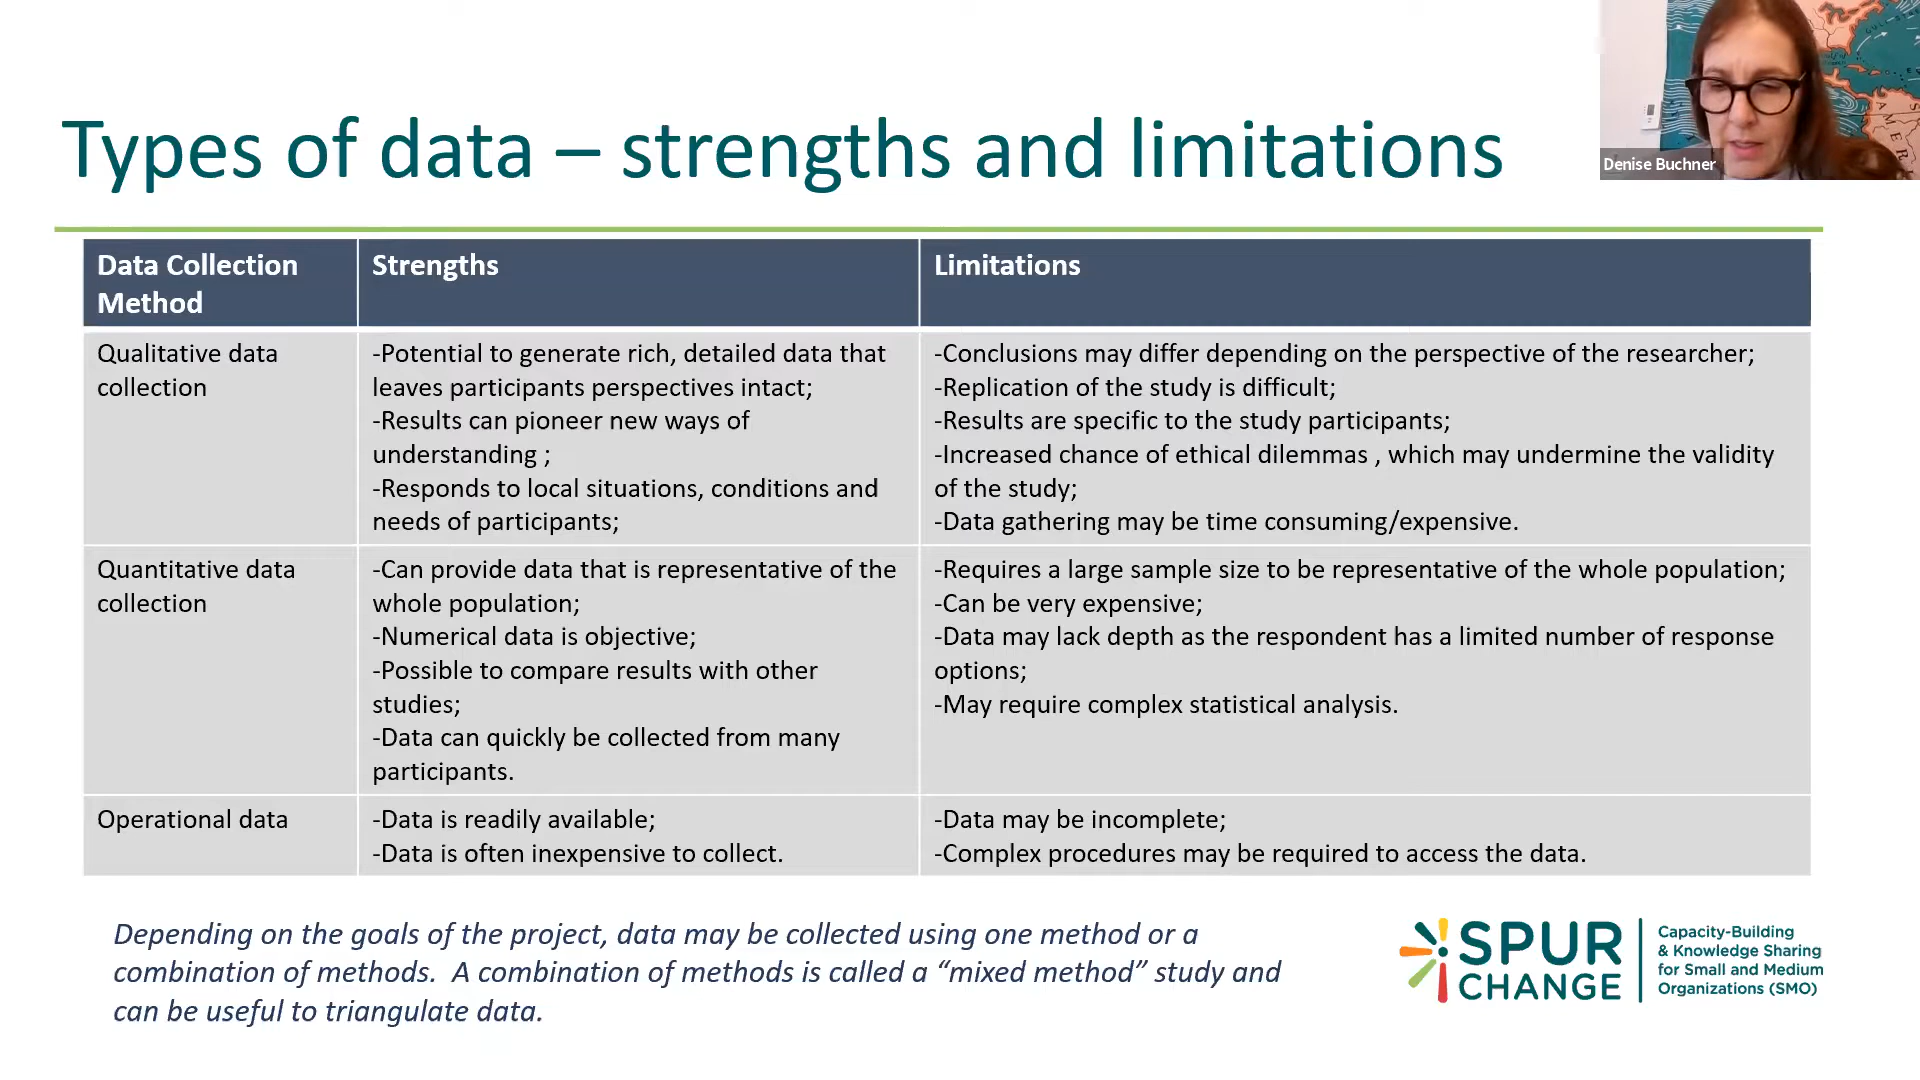 Types of data – strengths and limitations
Denise Buchner
Data Collection
Method
Strengths
Limitations
Qualitative data
collection
-Potential to generate rich, detailed data that
leaves participants perspectives intact;
-Results can pioneer new ways of
understanding ;
-Responds to local situations, conditions and
needs of participants;
-Conclusions may differ depending on the perspective of the researcher;
-Replication of the study is difficult;
-Results are specific to the study participants;
-Increased chance of ethical dilemmas , which may undermine the validity
of the study;
-Data gathering may be time consuming/expensive.
Quantitative data
collection
-Can provide data that is representative of the
whole population;
-Numerical data is objective;
-Possible to compare results with other
studies;
-Data can quickly be collected from many
participants.
-Requires a large sample size to be representative of the whole population;
-Can be very expensive;
-Data may lack depth as the respondent has a limited number of response
options;
-May require complex statistical analysis.
Operational data
-Data is readily available;
-Data is often inexpensive to collect.
-Data may be incomplete;
-Complex procedures may be required to access the data.
Depending on the goals of the project, data may be collected using one method or a
combination of methods.  A combination of methods is called a “mixed method” study and
can be useful to triangulate data.
SPUR
CHANGE
Capacity-Building
& Knowledge Sharing
for Small and Medium
Organizations (SMO)